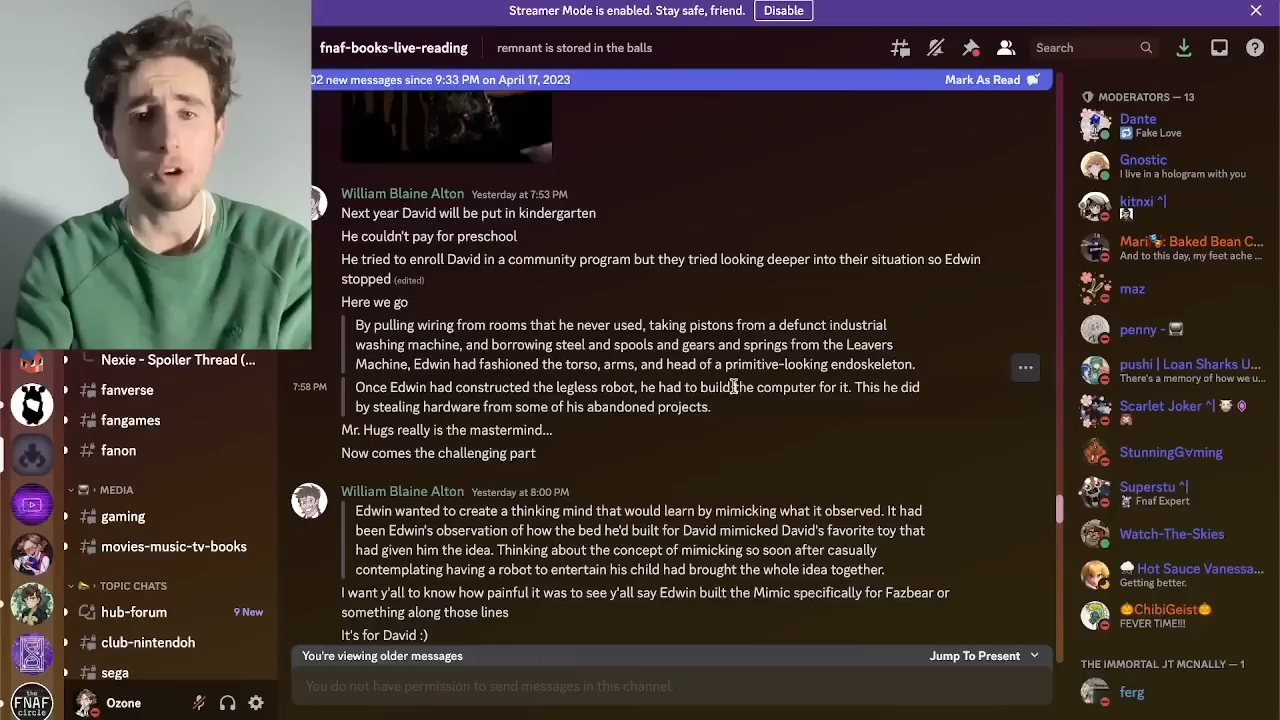 Streamer Mode is enabled. Stay safe, friend.
Disable
fnaf-books-live-reading
remnant is stored in the balls
Search
02 new messages since 9:33 PM on April 17, 2023
Mark As Read
William Blaine Alton Yesterday at 7:53 PM
Next year David will be put in kindergarten
He couldn't pay for preschool
He tried to enroll David in a community program but they tried looking deeper into their situation so Edwin
stopped (edited)
Here we go
By pulling wiring from rooms that he never used, taking pistons from a defunct industrial
washing machine, and borrowing steel and spools and gears and springs from the Leavers
Machine, Edwin had fashioned the torso, arms, and head of a primitive-looking endoskeleton.
7:58 PM
Once Edwin had constructed the legless robot, he had to build the computer for it. This he did
by stealing hardware from some of his abandoned projects.
Mr. Hugs really is the mastermind...
Now comes the challenging part
William Blaine Alton Yesterday at 8:00 PM
Edwin wanted to create a thinking mind that would learn by mimicking what it observed. It had
been Edwin's observation of how the bed he'd built for David mimicked David's favorite toy that
had given him the idea. Thinking about the concept of mimicking so soon after casually
contemplating having a robot to entertain his child had brought the whole idea together.
I want y'all to know how painful it was to see y'all say Edwin built the Mimic specifically for Fazbear or
something along those lines
It's for David :)
You're viewing older messages
Jump To Present
You do not have permission to send messages in this channel.
Nexie - Spoiler Thread (...
fanverse
fangames
fanon
MEDIA
gaming
movies-music-tv-books
TOPIC CHATS
hub-forum
9 New
club-nintendoh
sega
the
FNAF
circle
Ozone
MODERATORS — 13
Dante
Fake Love
Gnostic
I live in a hologram with you
kitnxi ^|
Mari : Baked Bean C...
And to this day, my feet ache ...
maz
penny -
pushi | Loan Sharks U...
There's a memory of how we u...
Scarlet Joker ^|
StunningG∀ming
Superstu ^|
Fnaf Expert
Watch-The-Skies
Hot Sauce Vanessa...
Getting better.
ChibiGeist
FEVER TIME!!!
THE IMMORTAL JT MCNALLY — 1
ferg